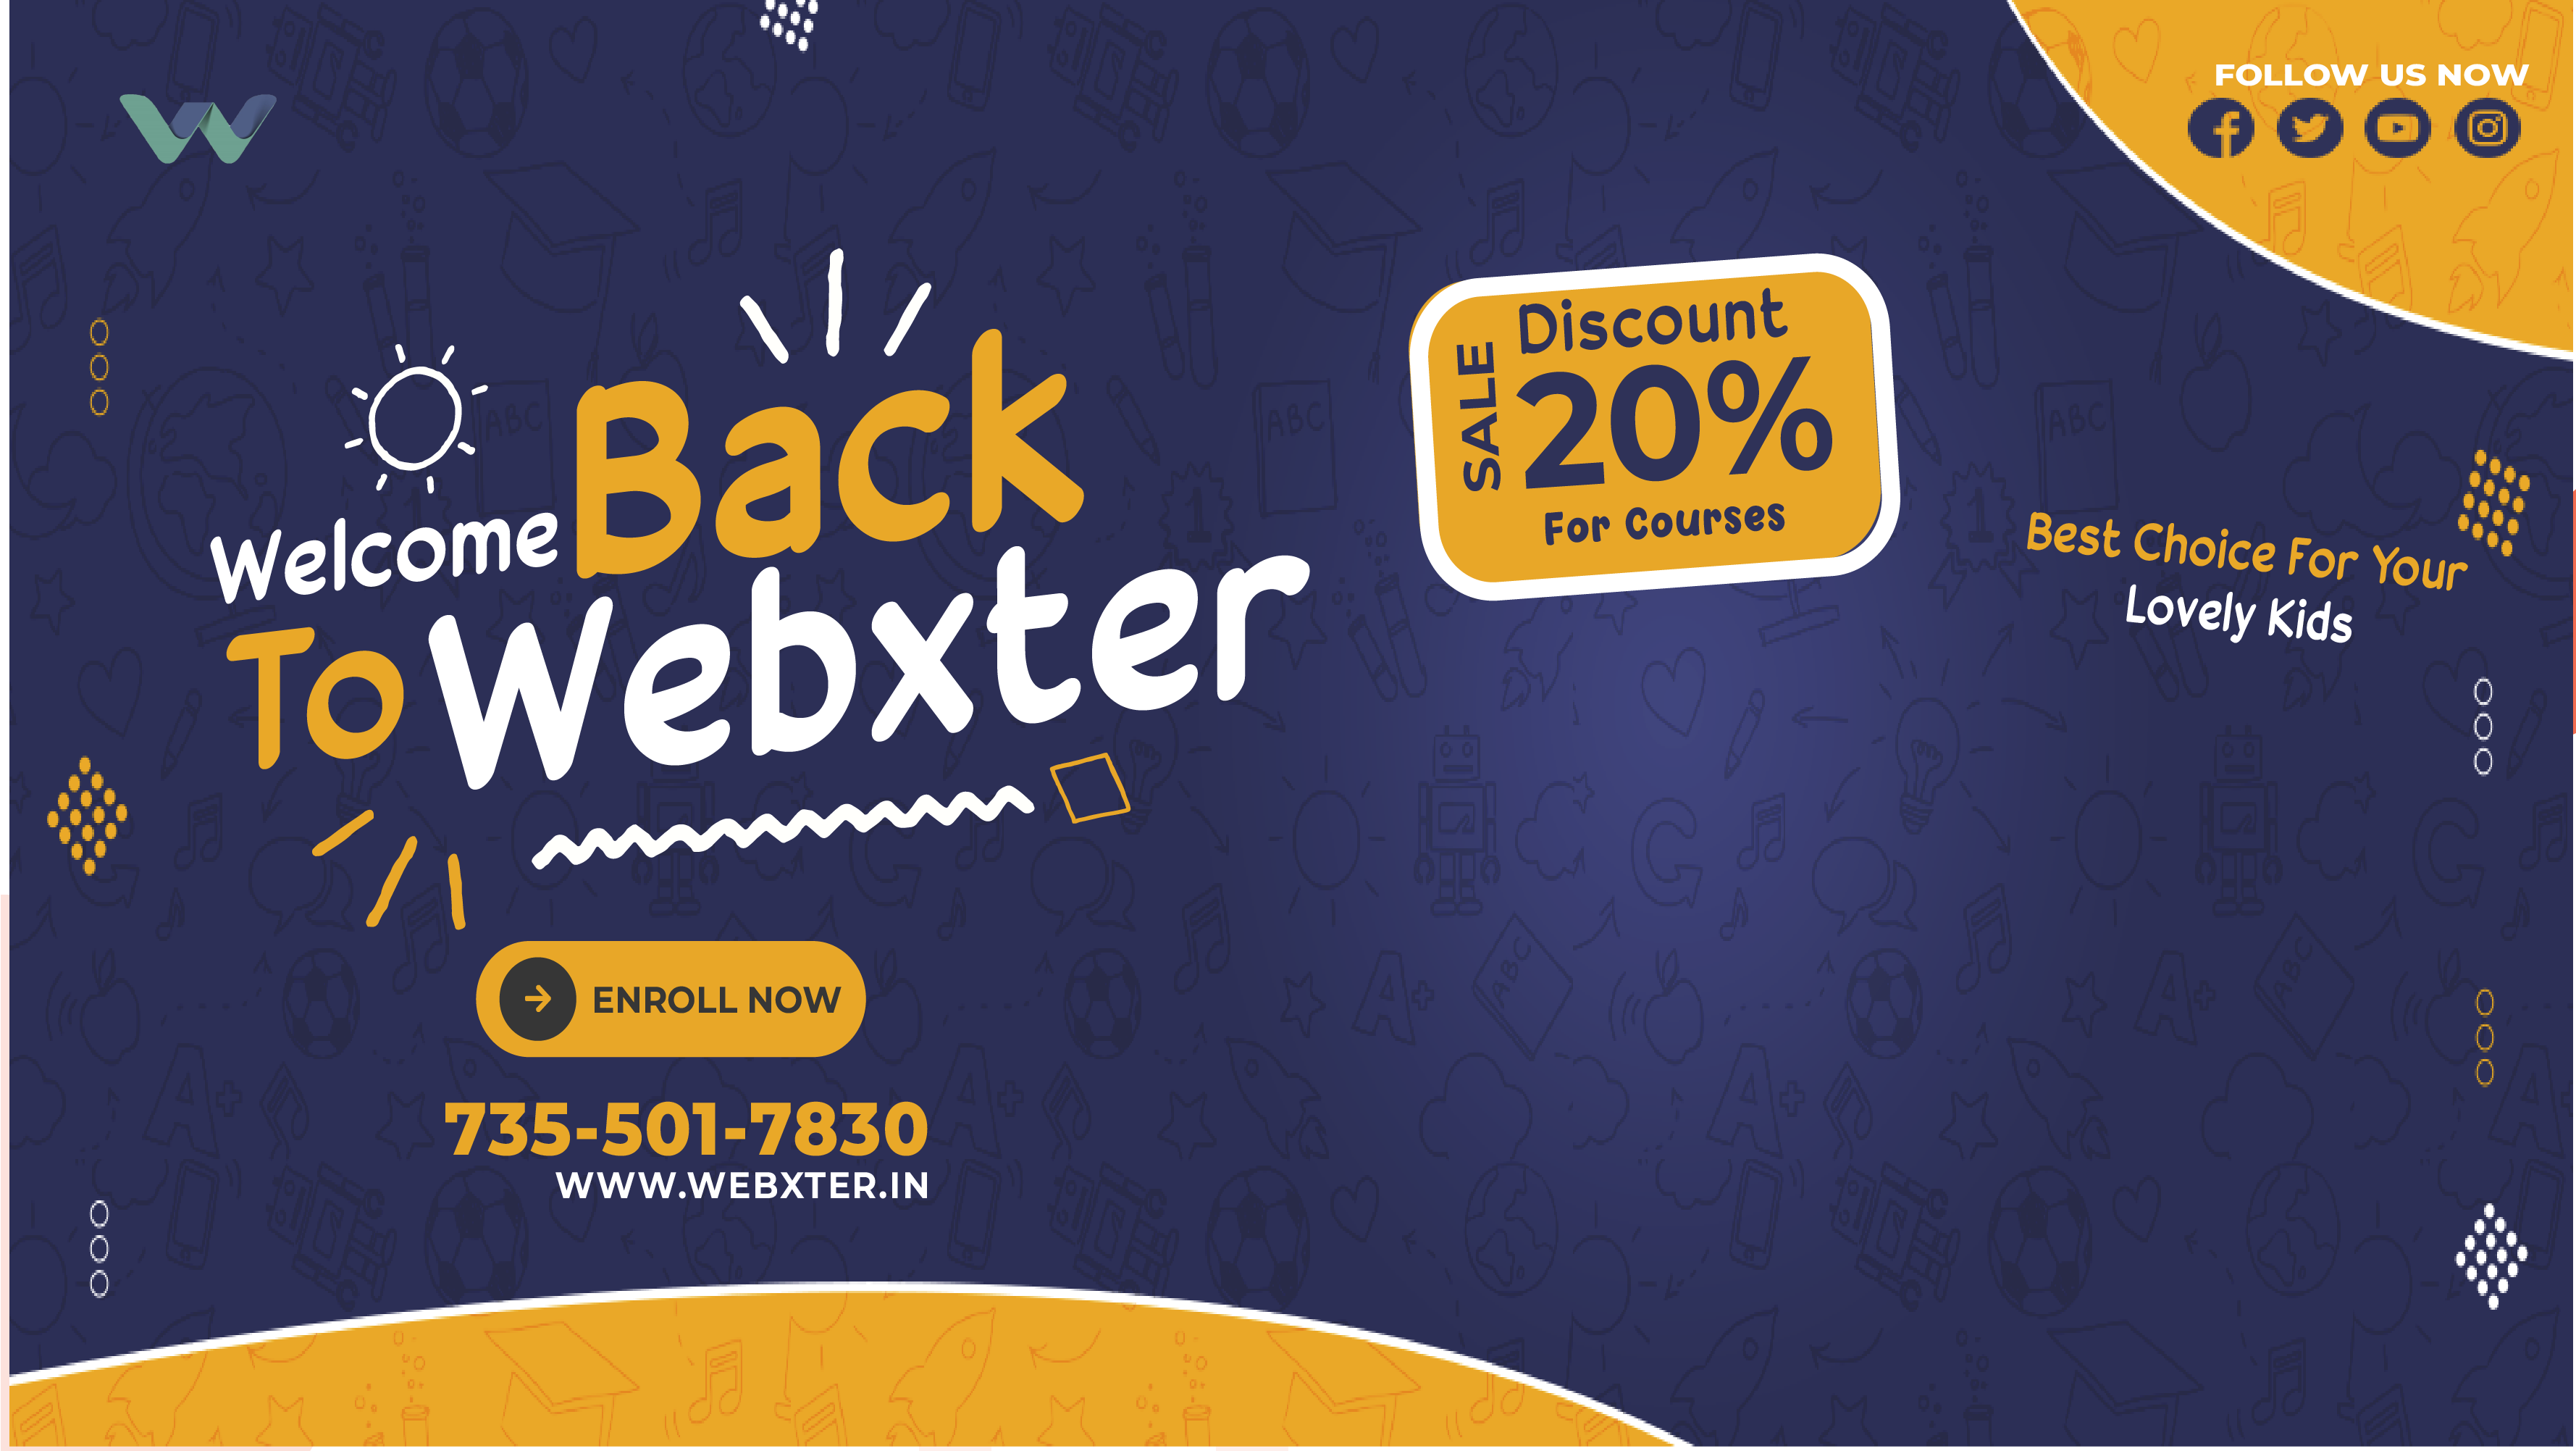 FOLLOW US NOW
Welcome Back
To Webxter
SALE
Discount
20%
For Courses
Best Choice For Your
Lovely Kids
ENROLL NOW
735-501-7830
WWW.WEBXTER.IN